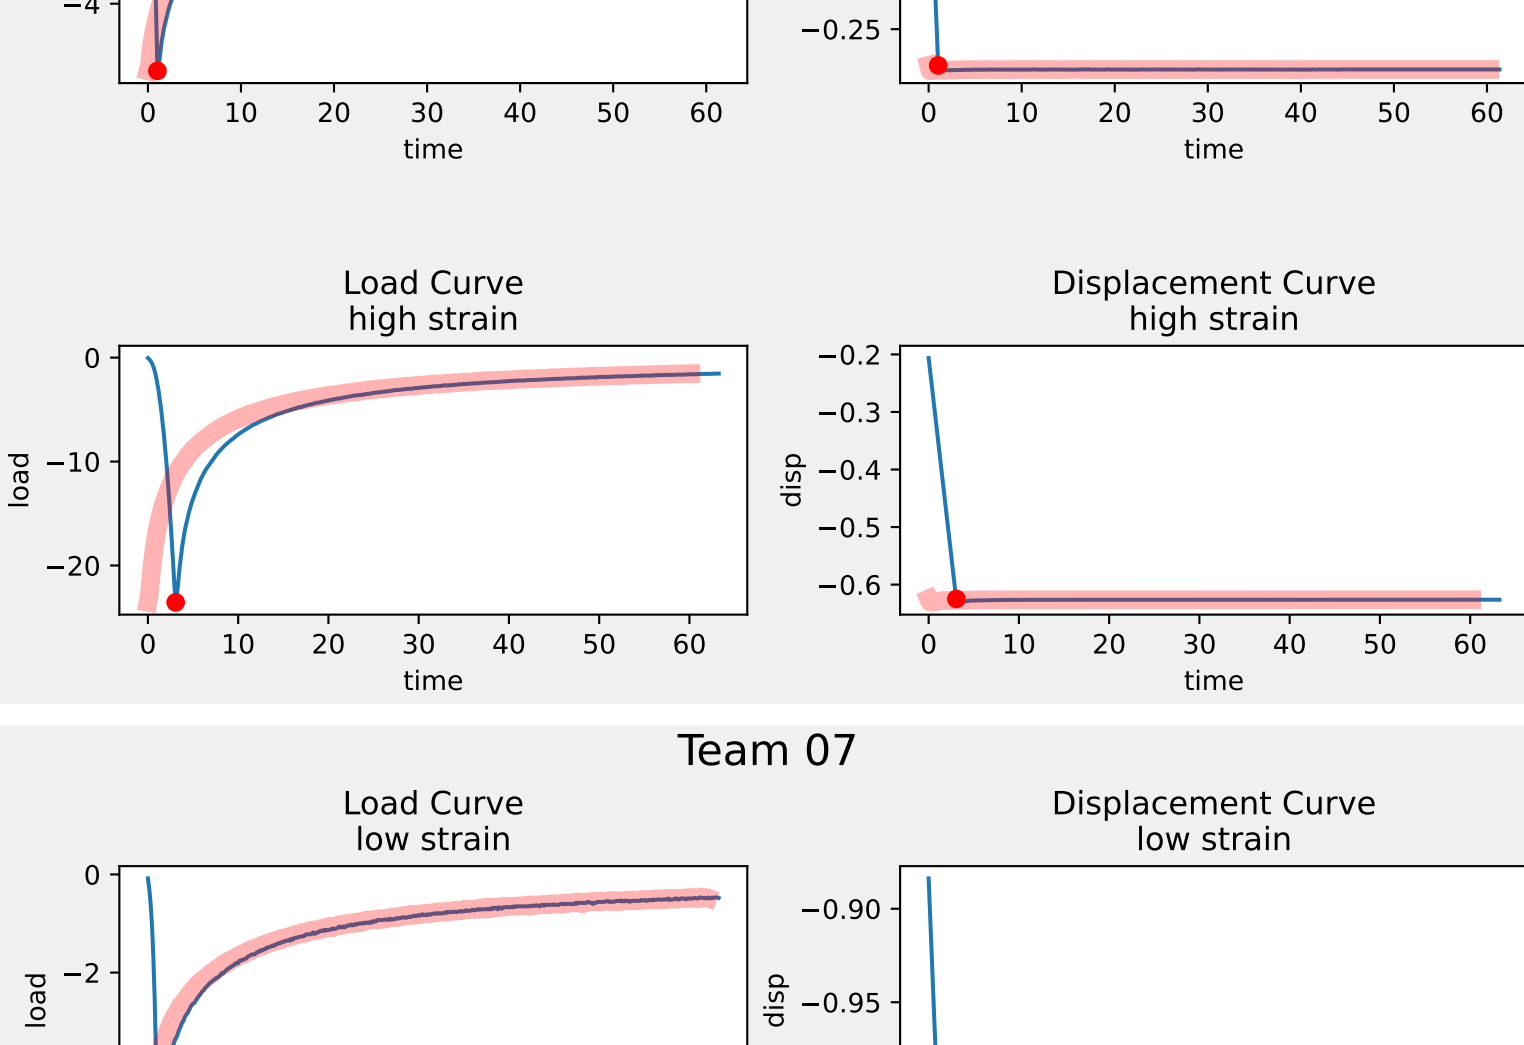 −4
0 10 20 30 40 50 60
time
−0.25
0 10 20 30 40 50 60
time
Load Curve
high strain
0
−10
−20
load
0 10 20 30 40 50 60
time
Displacement Curve
high strain
−0.2
−0.3
−0.4
−0.5
−0.6
disp
0 10 20 30 40 50 60
time
Team 07
Load Curve
low strain
0
−2
load
Displacement Curve
low strain
−0.90
−0.95
disp